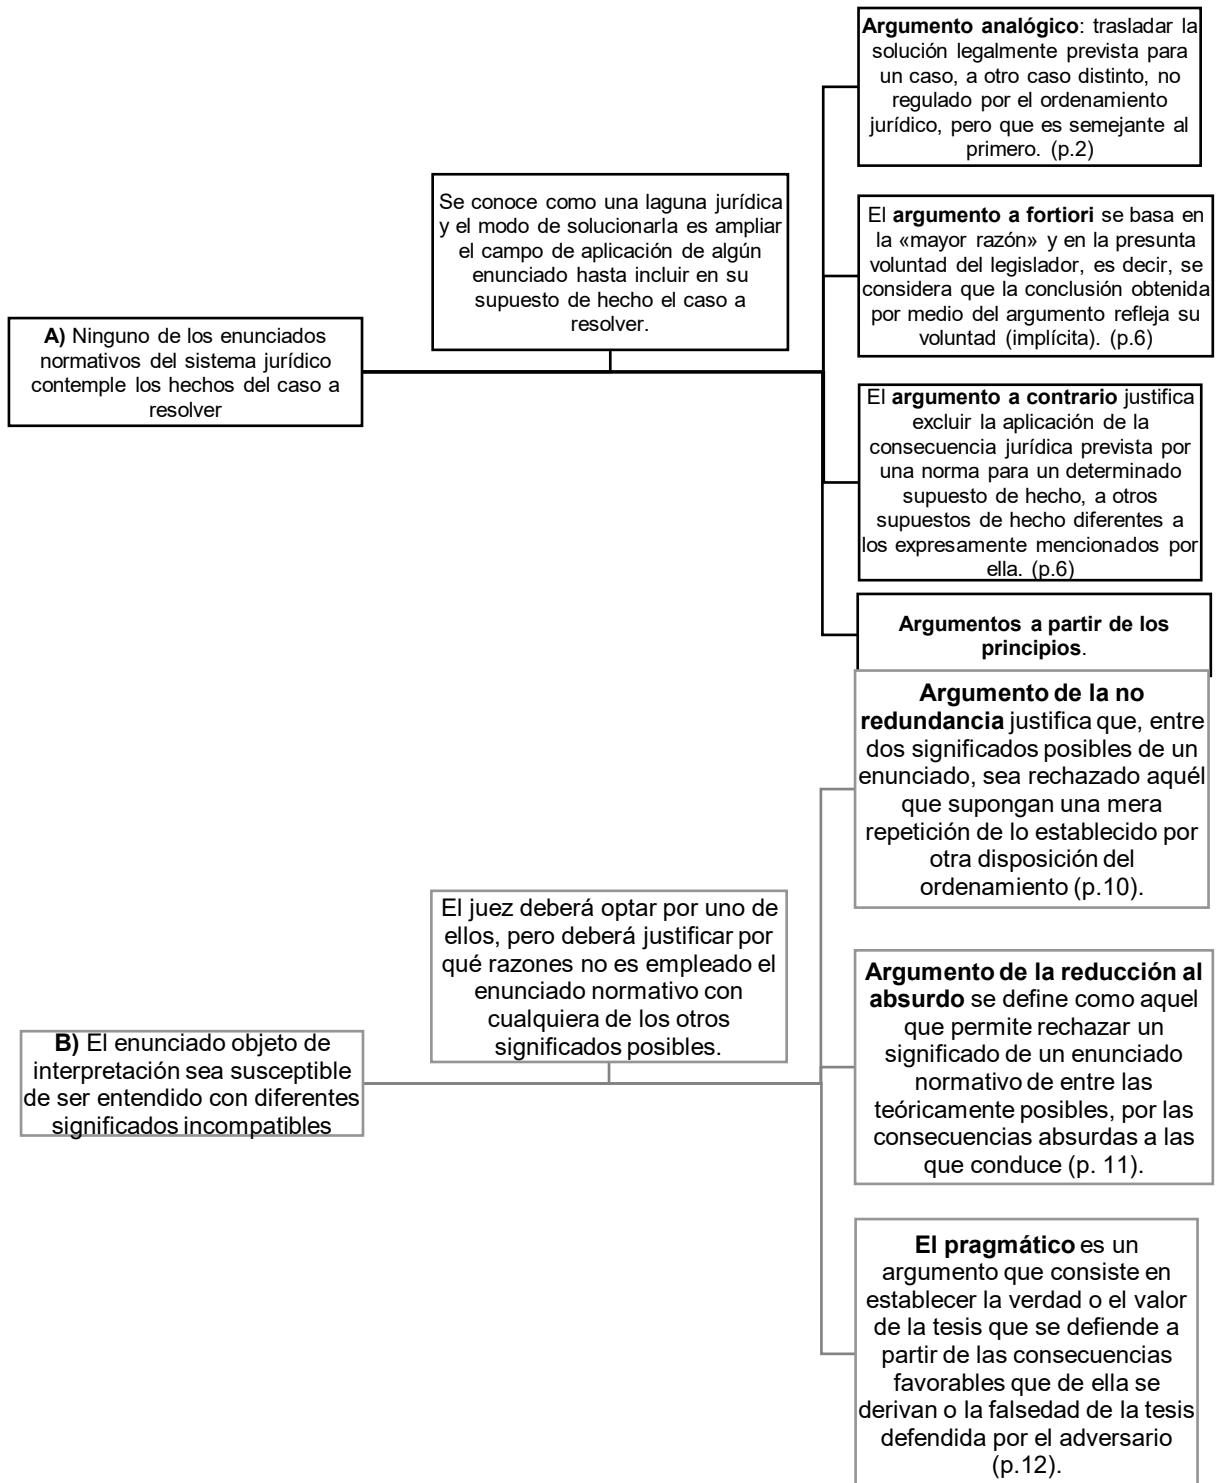 A) Ninguno de los enunciados
normativos del sistema jurídico
contemple los hechos del caso a
resolver
Se conoce como una laguna jurídica
y el modo de solucionarla es ampliar
el campo de aplicación de algún
enunciado hasta incluir en su
supuesto de hecho el caso a
resolver.
Argumento analógico: trasladar la
solución legalmente prevista para
un caso, a otro caso distinto, no
regulado por el ordenamiento
jurídico, pero que es semejante al
primero. (p.2)
El argumento a fortiori se basa en
la «mayor razón» y en la presunta
voluntad del legislador, es decir, se
considera que la conclusión obtenida
por medio del argumento refleja su
voluntad (implícita). (p.6)
El argumento a contrario justifica
excluir la aplicación de la
consecuencia jurídica prevista por
una norma para un determinado
supuesto de hecho, a otros
supuestos de hecho diferentes a
los expresamente mencionados por
ella. (p.6)
Argumentos a partir de los
principios.
B) El enunciado objeto de
interpretación sea susceptible
de ser entendido con diferentes
significados incompatibles
El juez deberá optar por uno de
ellos, pero deberá justificar por
qué razones no es empleado el
enunciado normativo con
cualquiera de los otros
significados posibles.
Argumento de la no
redundancia justifica que, entre
dos significados posibles de un
enunciado, sea rechazado aquél
que supongan una mera
repetición de lo establecido por
otra disposición del
ordenamiento (p.10).
Argumento de la reducción al
absurdo se define como aquel
que permite rechazar un
significado de un enunciado
normativo de entre las
teóricamente posibles, por las
consecuencias absurdas a las
que conduce (p. 11).
El pragmático es un
argumento que consiste en
establecer la verdad o el valor
de la tesis que se defiende a
partir de las consecuencias
favorables que de ella se
derivan o la falsedad de la tesis
defendida por el adversario
(p.12).